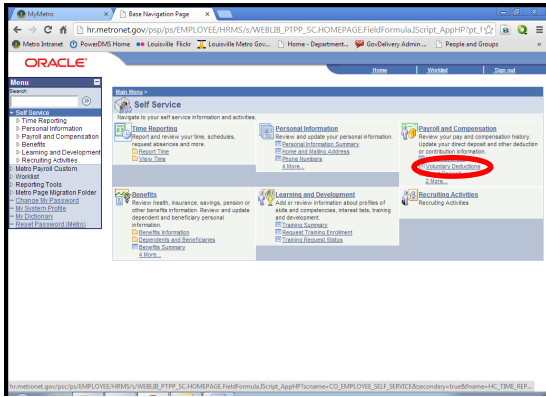 MyMetro
Base Navigation Page
hr.metronet.gov/psp/ps/EMPLOYEE/HRMS/s/WEBLIB_PTPP_SC.HOMEPAGE.FieldFormula.IScript_AppHP?pt_f
Metro Intranet PowerDMS Home Louisville Flickr Louisville Metro Gov... Home - Department... GovDelivery Admin ... People and Groups »
ORACLE
Home Worklist Sign out
Menu
Search:
Self Service
Time Reporting
Personal Information
Payroll and Compensation
Benefits
Learning and Development
Recruiting Activities
Metro Payroll Custom
Worklist
Reporting Tools
Metro Page Migration Folder
Change My Password
My System Profile
My Dictionary
Reset Password (Metro)
Main Menu >
Self Service
Navigate to your self service information and activities.
Time Reporting
Report and review your time, schedules,
request absences and more.
Report Time
View Time
Personal Information
Review and update your personal information.
Personal Information Summary
Home and Mailing Address
Phone Numbers
4 More...
Payroll and Compensation
Review your pay and compensation history.
Update your direct deposit and other deduction
or contribution information.
Voluntary Deductions
2 More...
Benefits
Review health, insurance, savings, pension or
other benefits information. Review and update
dependent and beneficiary personal
information.
Benefits Information
Dependents and Beneficiaries
Benefits Summary
4 More...
Learning and Development
Add or review information about profiles of
skills and competencies, interest lists, training
and development.
Training Summary
Request Training Enrollment
Training Request Status
Recruiting Activities
Recruiting Activities
hr.metronet.gov/psc/ps/EMPLOYEE/HRMS/s/WEBLIB_PTPP_SC.HOMEPAGE.FieldFormula.IScript_AppHP?scname=CO_EMPLOYEE_SELF_SERVICE&secondary=true&fname=HC_TIME_REP...